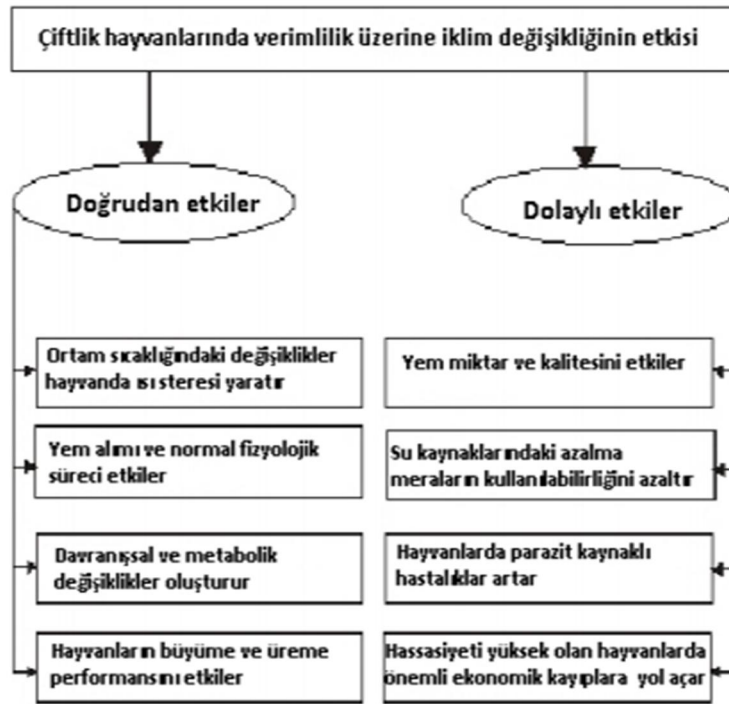 Çiftlik hayvanlarında verimlilik üzerine iklim değişikliğinin etkisi
Doğrudan etkiler
Dolaylı etkiler
Ortam sıcaklığındaki değişiklikler
hayvanda ısı steresi yaratır
Yem alımı ve normal fizyolojik
süreci etkiler
Davranışsal ve metabolik
değişiklikler oluşturur
Hayvanların büyüme ve üreme
performansını etkiler
Yem miktar ve kalitesini etkiler
Su kaynaklarındaki azalma
meraların kullanılabilirliğini azaltır
Hayvanlarda parazit kaynaklı
hastalıklar artar
Hassasiyeti yüksek olan hayvanlarda
önemli ekonomik kayıplara yol açar